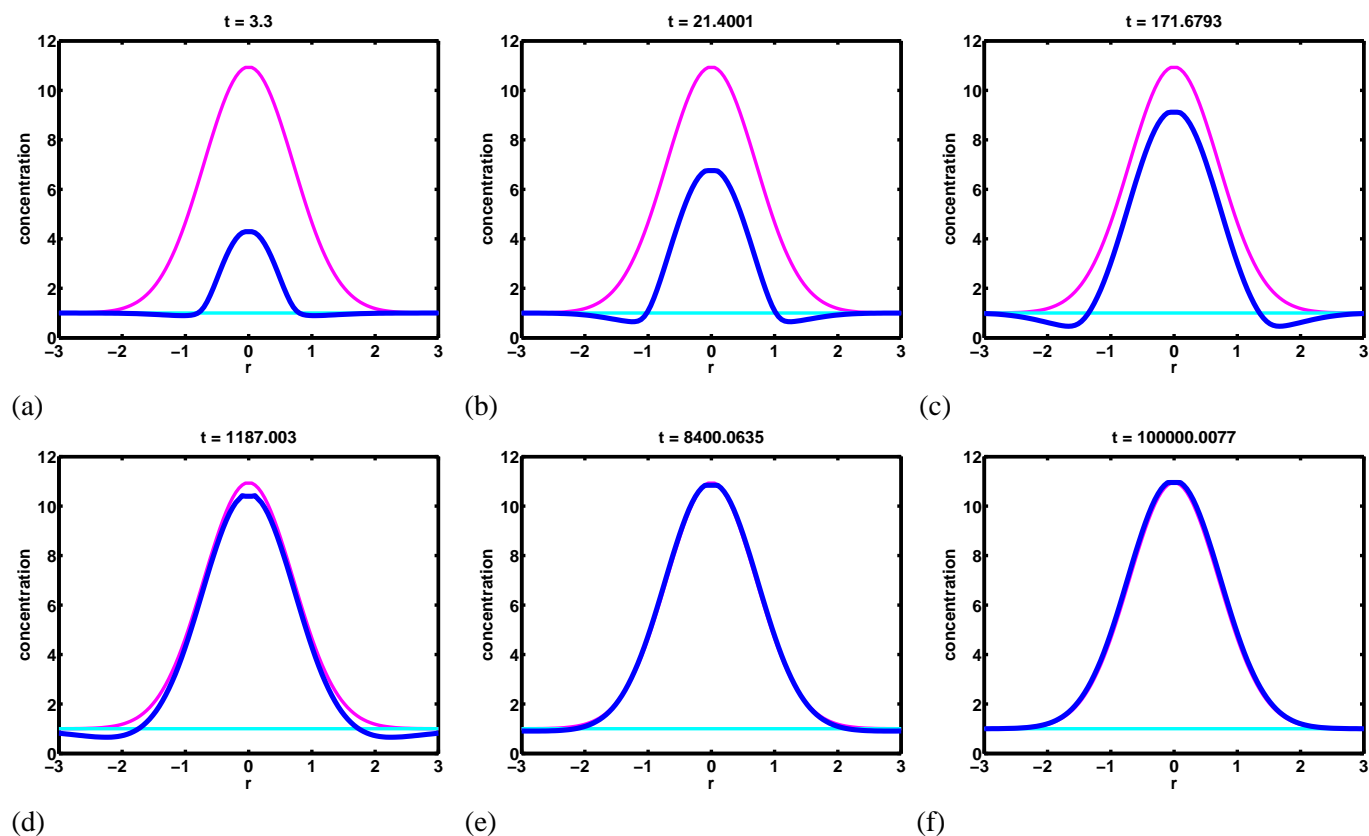 t = 3.3 t = 21.4001 t = 171.6793
12 12 12
10 10 10
8 8 8
6 6 6
4 4 4
2 2 2
0 0 0
concentration concentration concentration
−3 −2 −1 0 1 2 3 −3 −2 −1 0 1 2 3 −3 −2 −1 0 1 2 3
r r r
(a) (b) (c)
t = 1187.003 t = 8400.0635 t = 100000.0077
12 12 12
10 10 10
8 8 8
6 6 6
4 4 4
2 2 2
0 0 0
concentration concentration concentration
−3 −2 −1 0 1 2 3 −3 −2 −1 0 1 2 3 −3 −2 −1 0 1 2 3
r r r
(d) (e) (f)